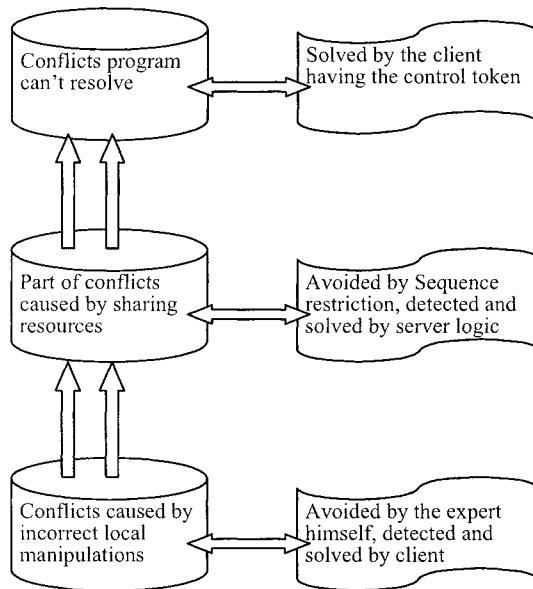 Conflicts program
can't resolve
Solved by the client
having the control token
Part of conflicts
caused by sharing
resources
Avoided by Sequence
restriction, detected and
solved by server logic
Conflicts caused by
incorrect local
manipulations
Avoided by the expert
himself, detected and
solved by client